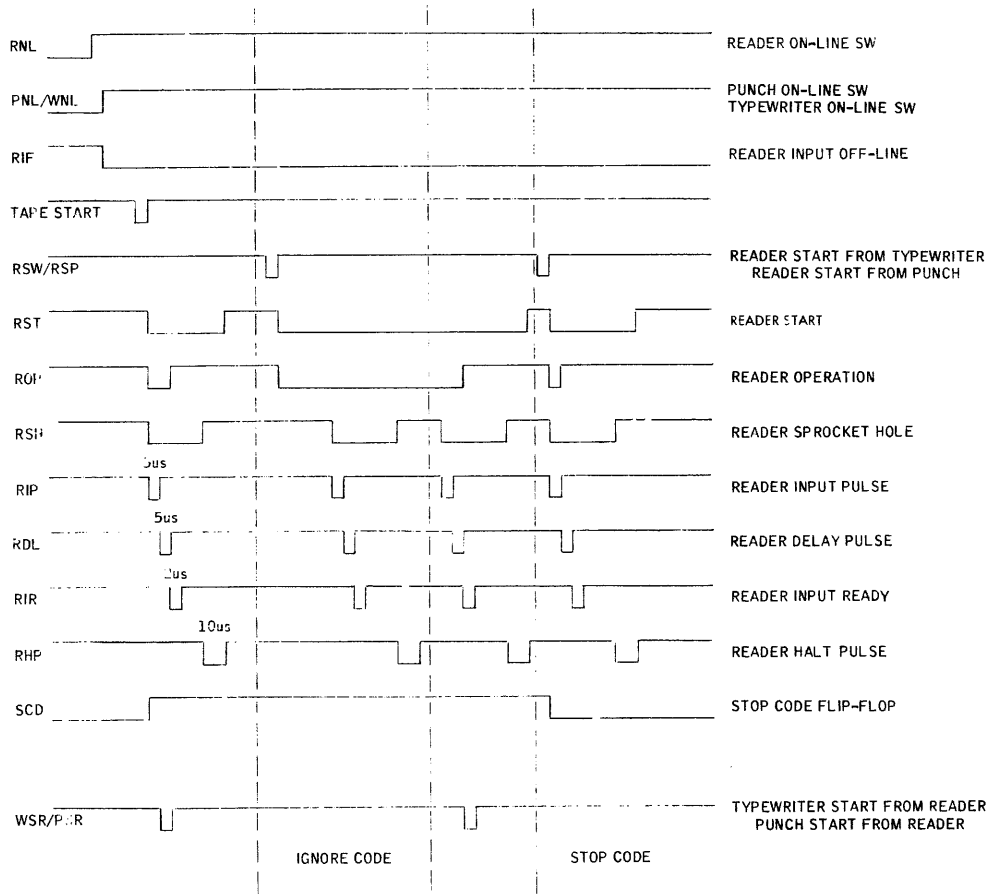 RNL READER ON-LINE SW
PNL/WNL PUNCH ON-LINE SW
TYPEWRITER ON-LINE SW
RIF READER INPUT OFF-LINE
TAPE START
RSW/RSP READER START FROM TYPEWRITER
READER START FROM PUNCH
RST READER START
ROP READER OPERATION
RSH READER SPROCKET HOLE
5us
RIP READER INPUT PULSE
5us
RDL READER DELAY PULSE
RIR READER INPUT READY
10us
RHP READER HALT PULSE
SCD STOP CODE FLIP-FLOP
TYPEWRITER START FROM READER
WSR/PSR PUNCH START FROM READER
IGNORE CODE STOP CODE